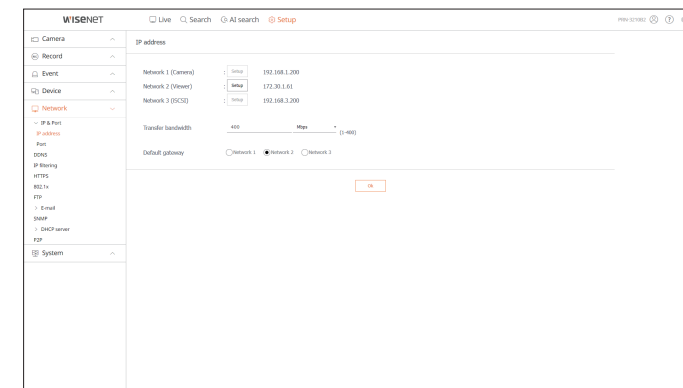 WISENET
Live Search AI search Setup
Camera
Record
Event
Device
Network
IP & Port
IP address
Port
DDNS
IP filtering
HTTPS
802.1x
FTP
E-mail
SNMP
DHCP server
P2P
System
IP address
Network 1 (Camera) : Setup 192.168.1.200
Network 2 (Viewer) : Setup 172.30.1.61
Network 3 (iSCSI) : Setup 192.168.3.200
Transfer bandwidth 400 Mbps (1~400)
Default gateway Network 1 Network 2 Network 3
Ok